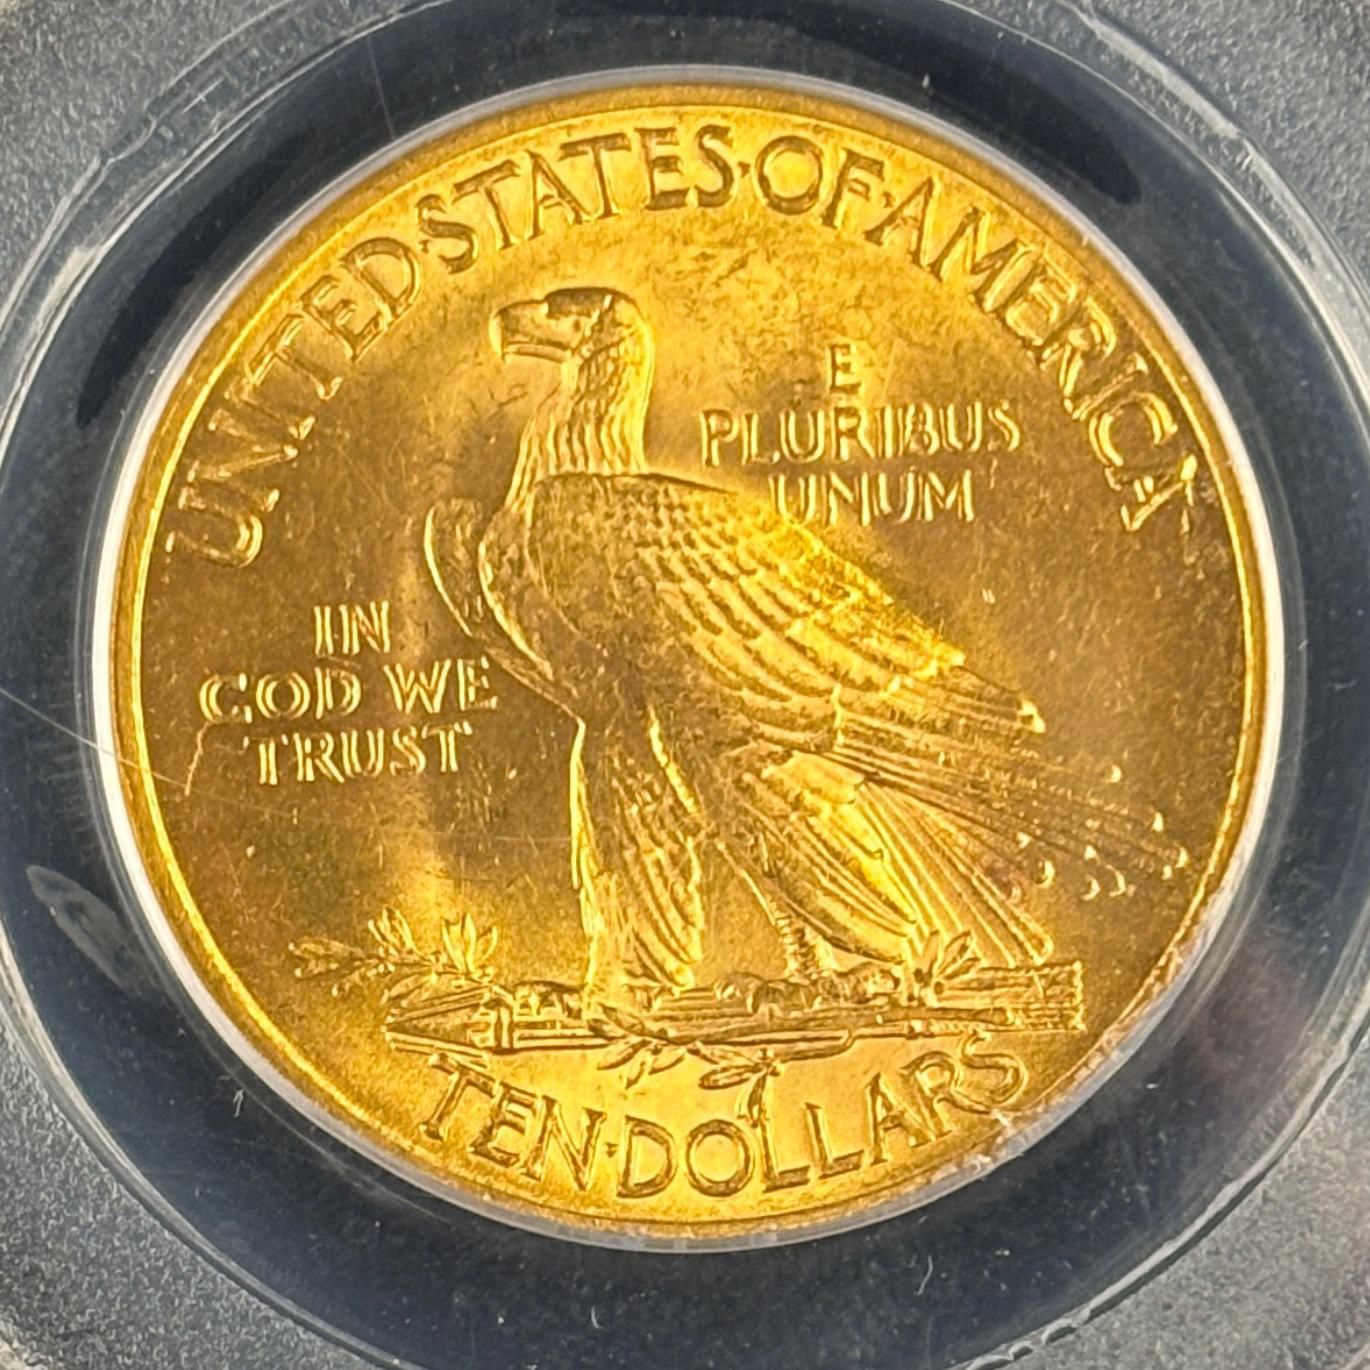 UNITED·STATES·OF·AMERICA
E
PLURIBUS
UNUM
IN
GOD WE
TRUST
TEN·DOLLARS